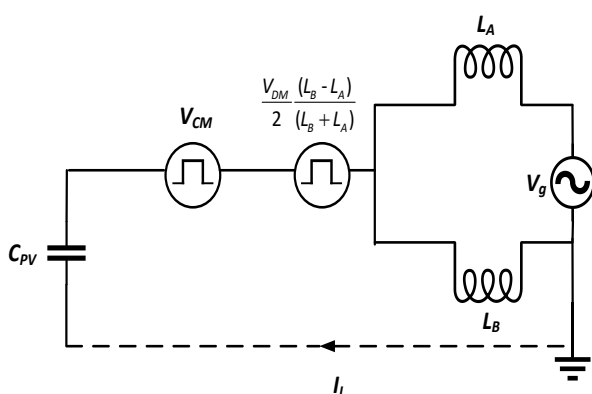 L_A
V_DM (L_B - L_A)
2 (L_B + L_A)
V_CM
V_g
C_PV
L_B
I_L